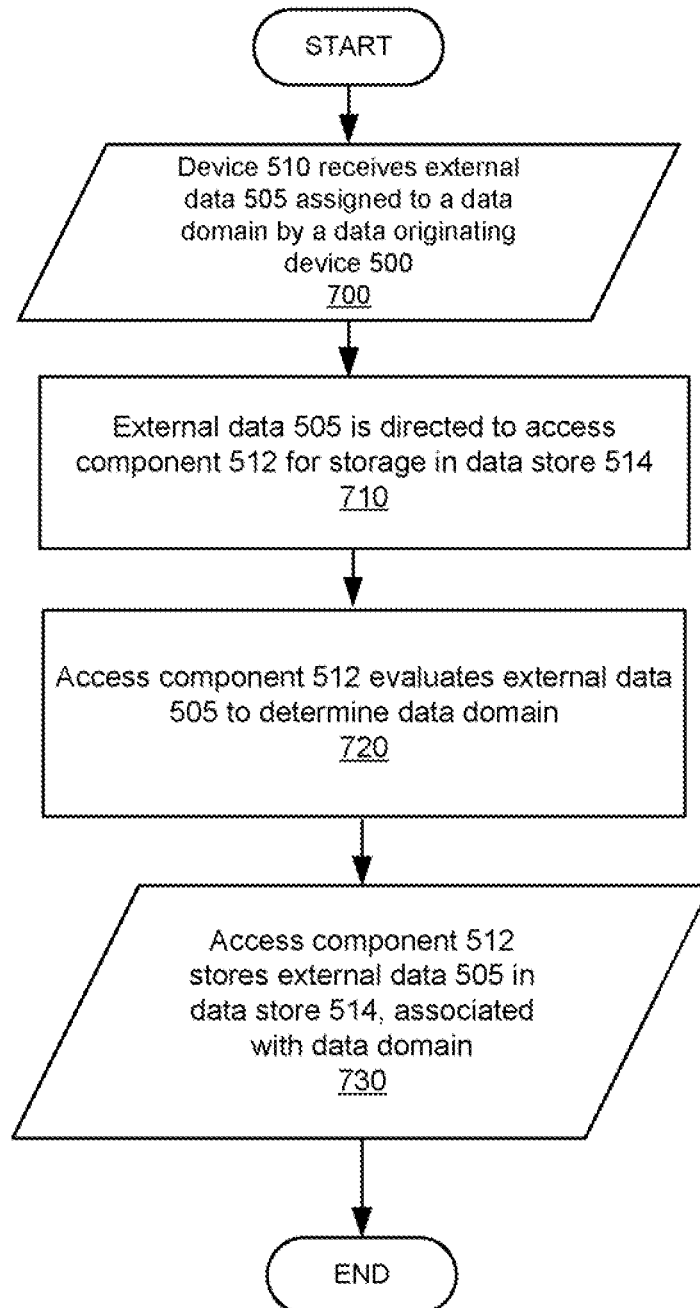 START
Device 510 receives external
data 505 assigned to a data
domain by a data originating
device 500
700
External data 505 is directed to access
component 512 for storage in data store 514
710
Access component 512 evaluates external data
505 to determine data domain
720
Access component 512
stores external data 505 in
data store 514, associated
with data domain
730
END